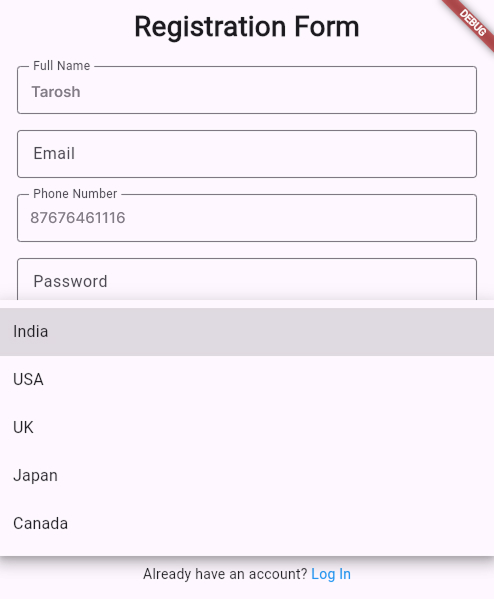 Registration Form
DEBUG
Full Name
Tarosh
Email
Phone Number
87676461116
Password
India
USA
UK
Japan
Canada
Already have an account? Log In